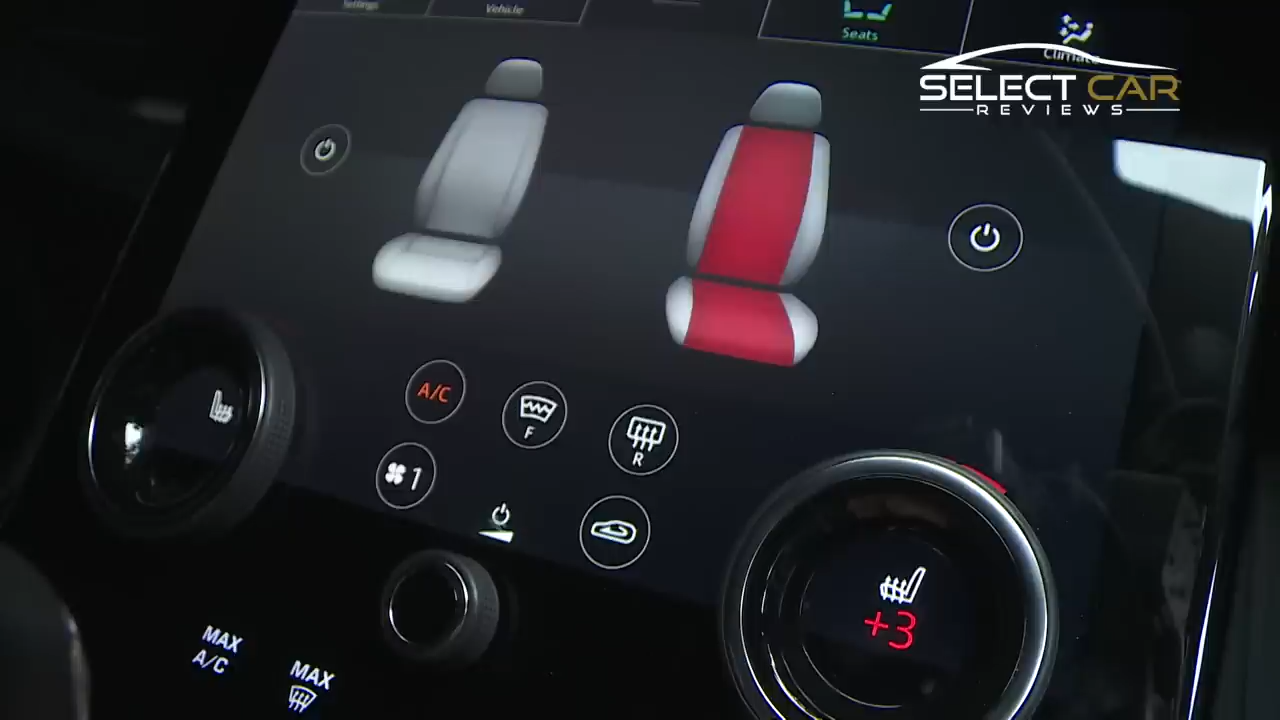 Settings
Vehicle
Seats
Climate
SELECT CAR
REVIEWS
A/C
F
R
1
+3
MAX
A/C
MAX